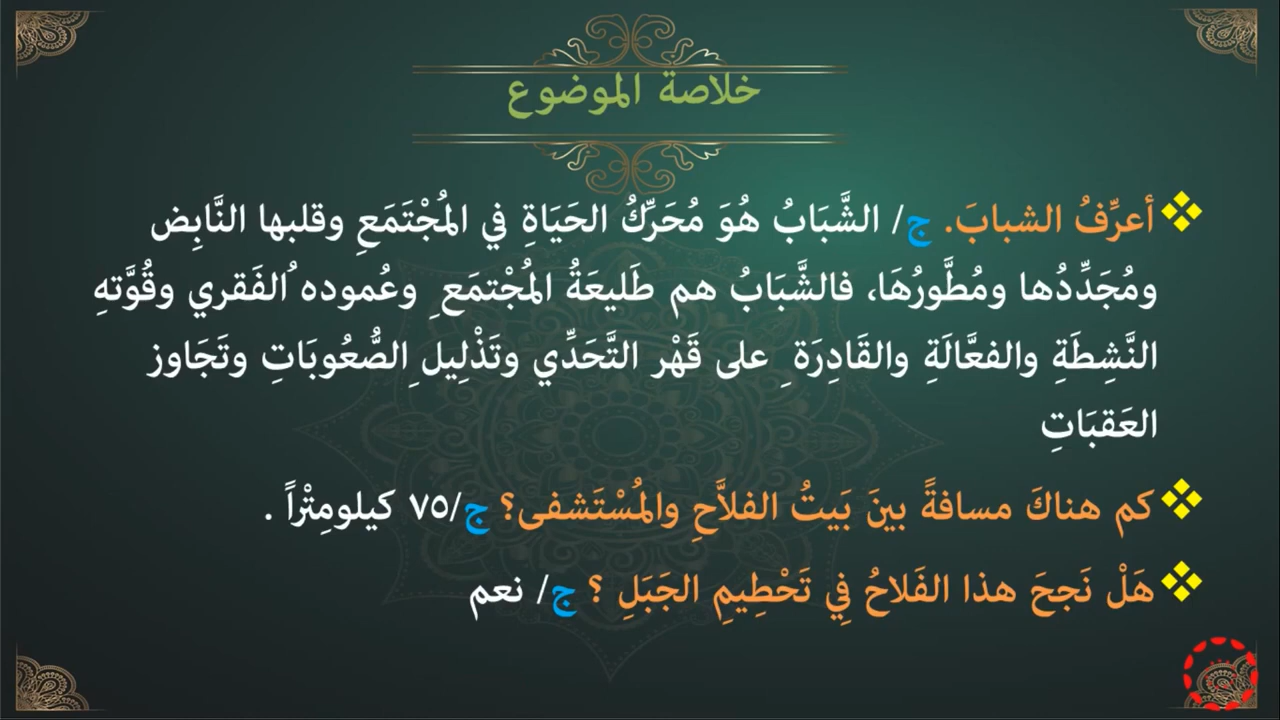 خلاصة الموضوع
أعرِّفُ الشبابَ. ج/ الشَّبَابُ هُوَ مُحَرِّكُ الحَيَاةِ في المُجْتَمَعِ وقلبها النَّابِض
ومُجَدِّدُها ومُطَّورُهَا، فالشَّبَابُ هم طَليعَةُ المُجْتمَع ِ وعُموده ُالفَقري وقُوَّتهِ
النَّشِطَةِ والفعَّالَةِ والقَادِرَة ِ على قَهْر التَّحَدِّي وتَذْلِيل ِالصُّعُوبَاتِ وتَجَاوز
العَقبَاتِ
كم هناكَ مسافةً بينَ بَيتُ الفلاَّحِ والمُسْتَشفى؟ ج/٧٥ كيلومِتْراً .
هَلْ نَجحَ هذا الفَلاحُ فِي تَحْطِيمِ الجَبَلِ ؟ ج/ نعم